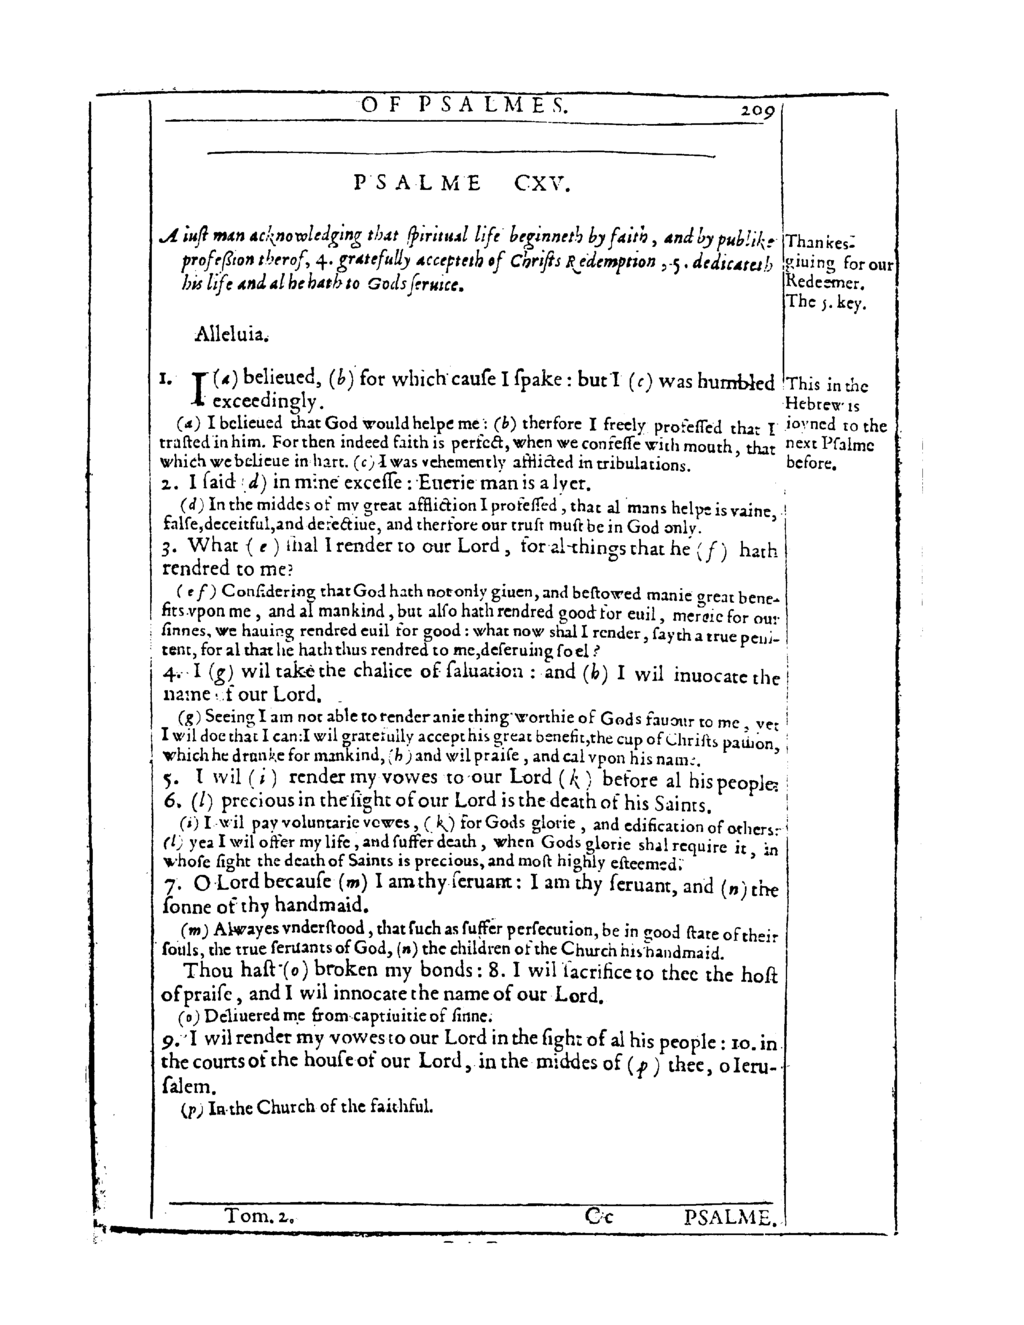 OF PSALMES. 209
PSALME CXV.
A iuſt man acknowledging that ſpiritual life beginneth by faith, and by publike
profeſsion therof, 4. gratefully accepteth of Chriſts Redemption, 5. dedicateth
his life and al he hath to Gods ſeruice.
Thankes-
giuing for our
Redeemer.
The 5. key.
Alleluia.
1. I (a) belieued, (b) for which cauſe I ſpake: but I (c) was humbled
exceedingly.
This in the
Hebrew is
ioyned to the
next Pſalme
before.
(a) I belieued that God would helpe me: (b) therfore I freely profeſſed that I
truſted in him. For then indeed faith is perfect, when we confeſſe with mouth, that
which we belieue in hart. (c) I was vehemently afflicted in tribulations.
2. I ſaid (d) in mine exceſſe: Euerie man is a lyer.
(d) In the middes of my great affliction I profeſſed, that al mans helpe is vaine,
falſe, deceitful, and defectiue, and therfore our truſt muſt be in God only.
3. What (e) ſhal I render to our Lord, for al things that he (f) hath
rendred to me?
(e f) Conſidering that God hath not only giuen, and beſtowed manie great bene-
fits vpon me, and al mankind, but alſo hath rendred good for euil, mercie for our
ſinnes, we hauing rendred euil for good: what now shal I render, ſayth a true peni-
tent, for al that he hath thus rendred to me, deſeruing ſo el?
4. I (g) wil take the chalice of ſaluation: and (h) I wil inuocate the
name of our Lord.
(g) Seeing I am not able to render anie thing worthie of Gods fauour to me, yet
I wil doe that I can: I wil gratefully accept his great benefit, the cup of Chriſts paſſion,
which he dranke for mankind, (h) and wil praiſe, and cal vpon his name.
5. I wil (i) render my vowes to our Lord (k) before al his people:
6. (l) precious in the ſight of our Lord is the death of his Saints.
(i) I wil pay voluntarie vowes, (k) for Gods glorie, and edification of others:
(l) yea I wil offer my life, and ſuffer death, when Gods glorie shal require it, in
whoſe ſight the death of Saints is precious, and moſt highly eſteemed.
7. O Lord becauſe (m) I am thy ſeruant: I am thy ſeruant, and (n) the
ſonne of thy handmaid.
(m) Alwayes vnderſtood, that ſuch as ſuffer perſecution, be in good ſtate of their
ſouls, the true ſeruants of God, (n) the children of the Church his handmaid.
Thou haſt (o) broken my bonds: 8. I wil ſacrifice to thee the hoſt
of praiſe, and I wil innocate the name of our Lord.
(o) Deliuered me from captiuitie of ſinne.
9. I wil render my vowes to our Lord in the ſight of al his people: 10. in
the courts of the houſe of our Lord, in the middes of (p) thee, o Ieru-
ſalem.
(p) In the Church of the faithful.
Tom. 2. Cc PSALME.